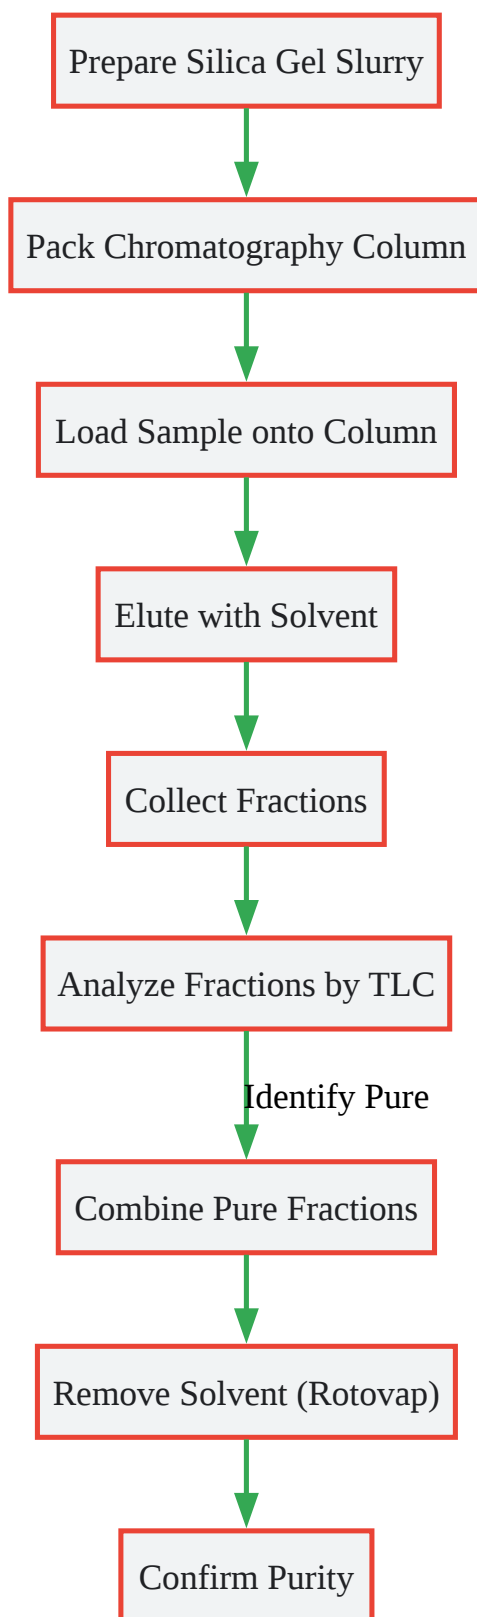 Prepare Silica Gel Slurry
Pack Chromatography Column
Load Sample onto Column
Elute with Solvent
Collect Fractions
Analyze Fractions by TLC
Identify Pure
Combine Pure Fractions
Remove Solvent (Rotovap)
Confirm Purity